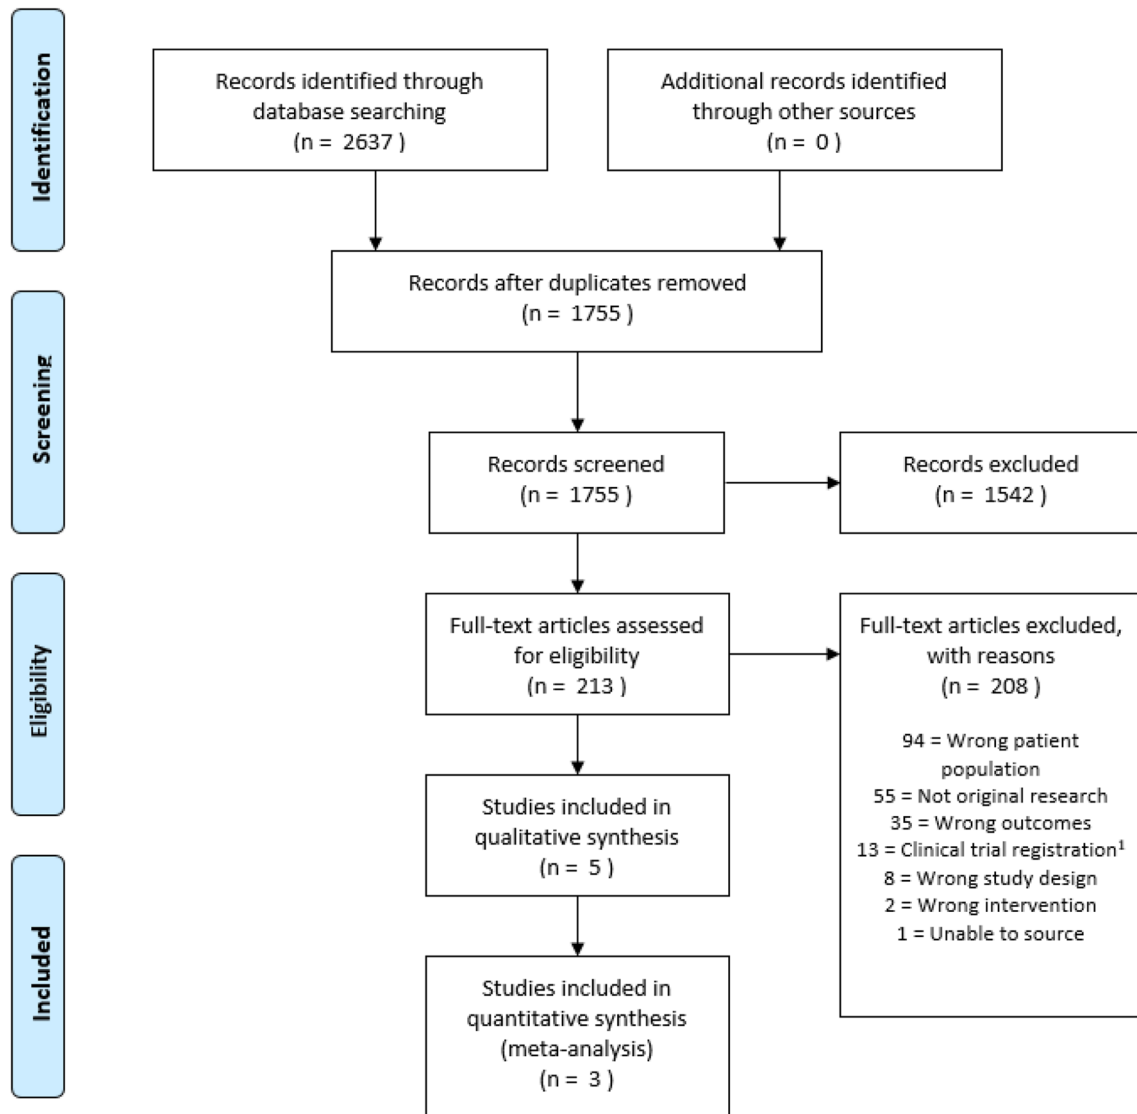 Identification
Records identified through
database searching
(n = 2637 )
Additional records identified
through other sources
(n = 0 )
Records after duplicates removed
(n = 1755 )
Screening
Records screened
(n = 1755 )
Records excluded
(n = 1542 )
Eligibility
Full-text articles assessed
for eligibility
(n = 213 )
Full-text articles excluded,
with reasons
(n = 208 )
94 = Wrong patient
population
55 = Not original research
35 = Wrong outcomes
13 = Clinical trial registration¹
8 = Wrong study design
2 = Wrong intervention
1 = Unable to source
Studies included in
qualitative synthesis
(n = 5 )
Included
Studies included in
quantitative synthesis
(meta-analysis)
(n = 3 )